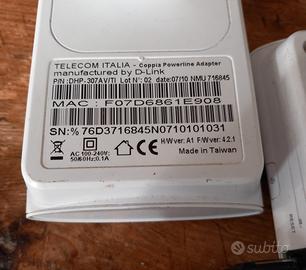 TELECOM ITALIA - Coppia Powerline Adapter
manufactured by D-Link
P/N :DHP-307AV/TI Lot N°: 02 date :07/10 NMU 716845
MAC : F07D6861E908
SN:%76D3716845N0710101031
AC 100-240V:
50/60Hz;0.1A
H/W ver: A1 F/W ver: 4.2.1
Made in Taiwan
subito